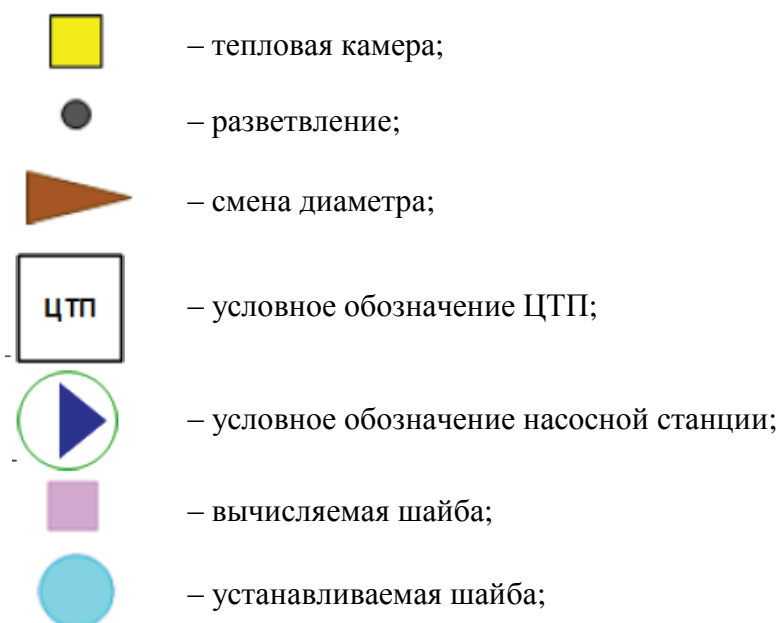 – тепловая камера;
– разветвление;
– смена диаметра;
ЦТП – условное обозначение ЦТП;
– условное обозначение насосной станции;
– вычисляемая шайба;
– устанавливаемая шайба;